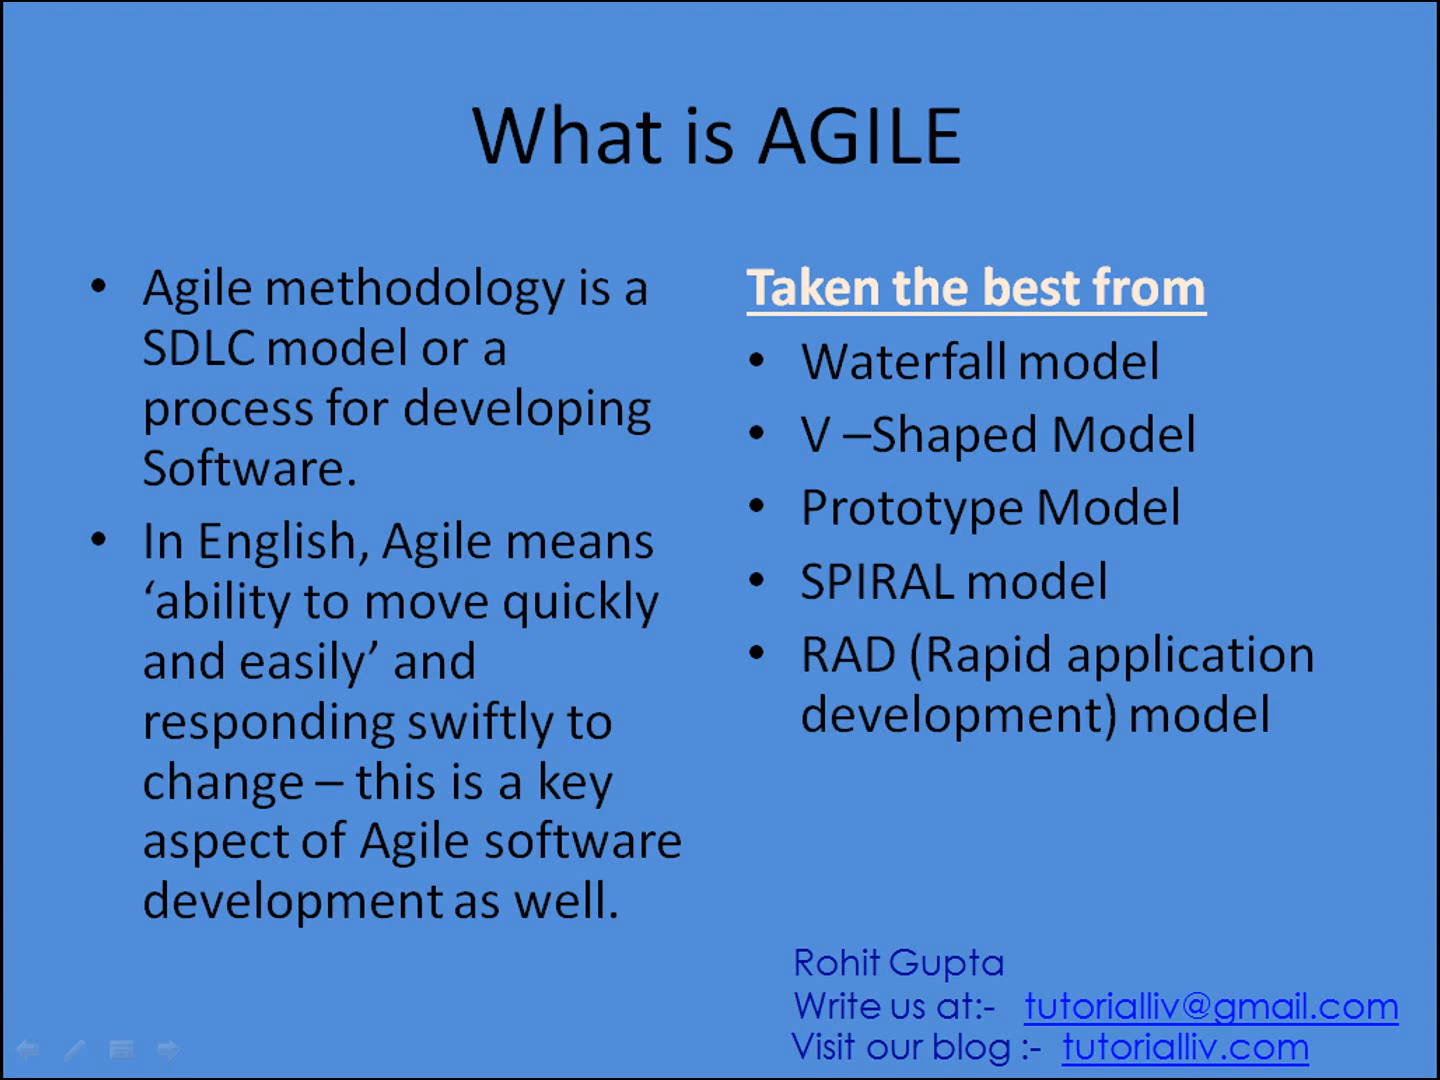 What is AGILE
• Agile methodology is a
SDLC model or a
process for developing
Software.
• In English, Agile means
‘ability to move quickly
and easily’ and
responding swiftly to
change – this is a key
aspect of Agile software
development as well.
Taken the best from
• Waterfall model
• V –Shaped Model
• Prototype Model
• SPIRAL model
• RAD (Rapid application
development) model
Rohit Gupta
Write us at:- tutorialliv@gmail.com
Visit our blog :- tutorialliv.com